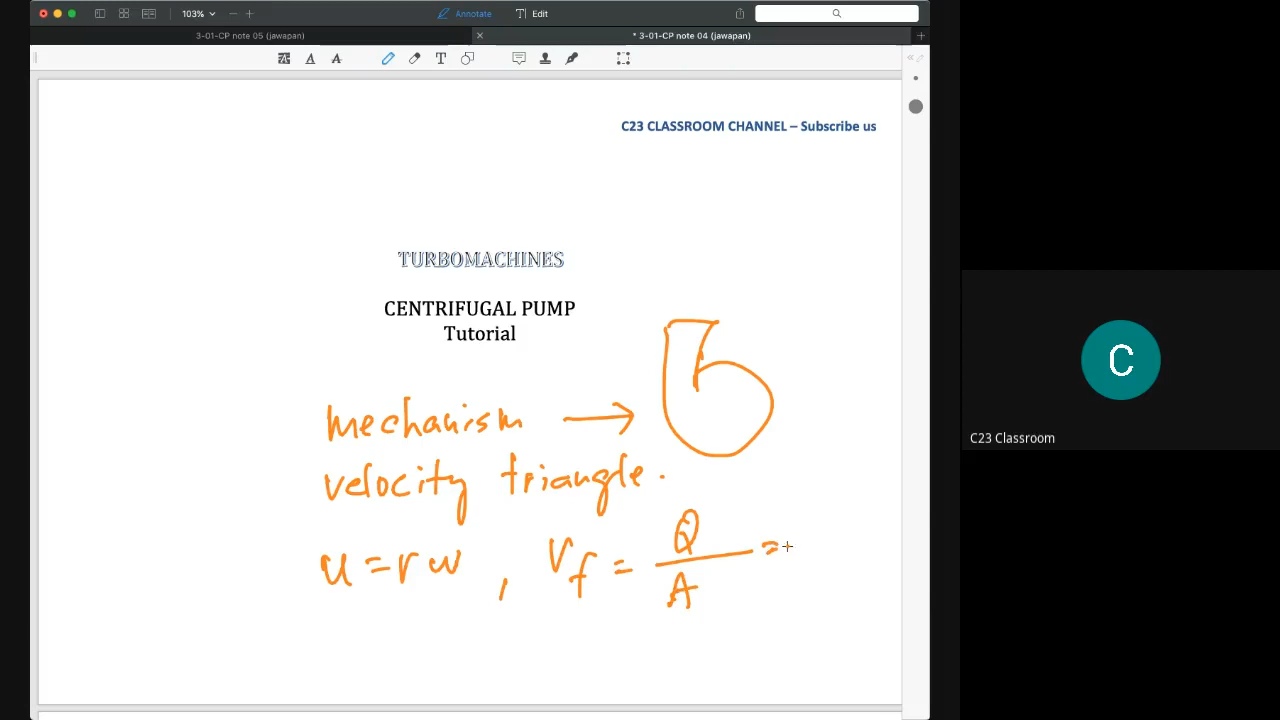 103%
Annotate
Edit
3-01-CP note 05 (jawapan)
* 3-01-CP note 04 (jawapan)
C23 CLASSROOM CHANNEL – Subscribe us
TURBOMACHINES
CENTRIFUGAL PUMP
Tutorial
mechanism →
velocity triangle.
u = rω , Vf = Q/A =
C
C23 Classroom